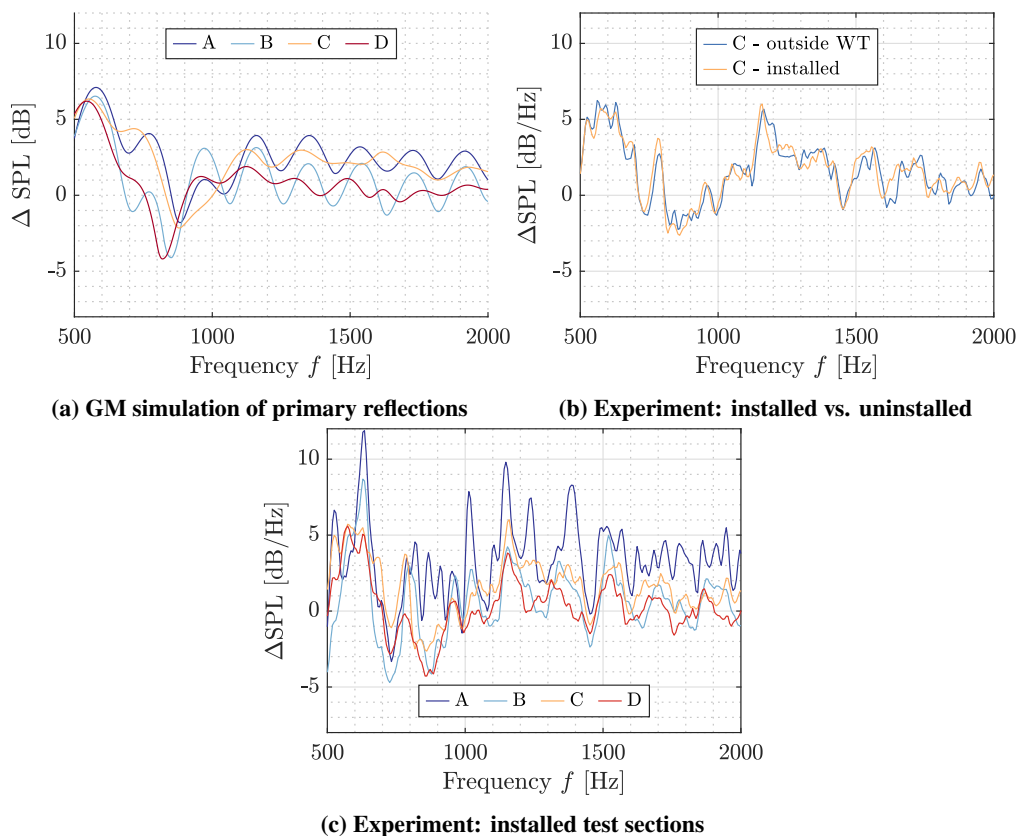 10
5
0
-5
Δ SPL [dB]
A B C D
500 1000 1500 2000
Frequency f [Hz]
(a) GM simulation of primary reflections
10
5
0
-5
ΔSPL [dB/Hz]
C - outside WT
C - installed
500 1000 1500 2000
Frequency f [Hz]
(b) Experiment: installed vs. uninstalled
10
5
0
-5
ΔSPL [dB/Hz]
A B C D
500 1000 1500 2000
Frequency f [Hz]
(c) Experiment: installed test sections